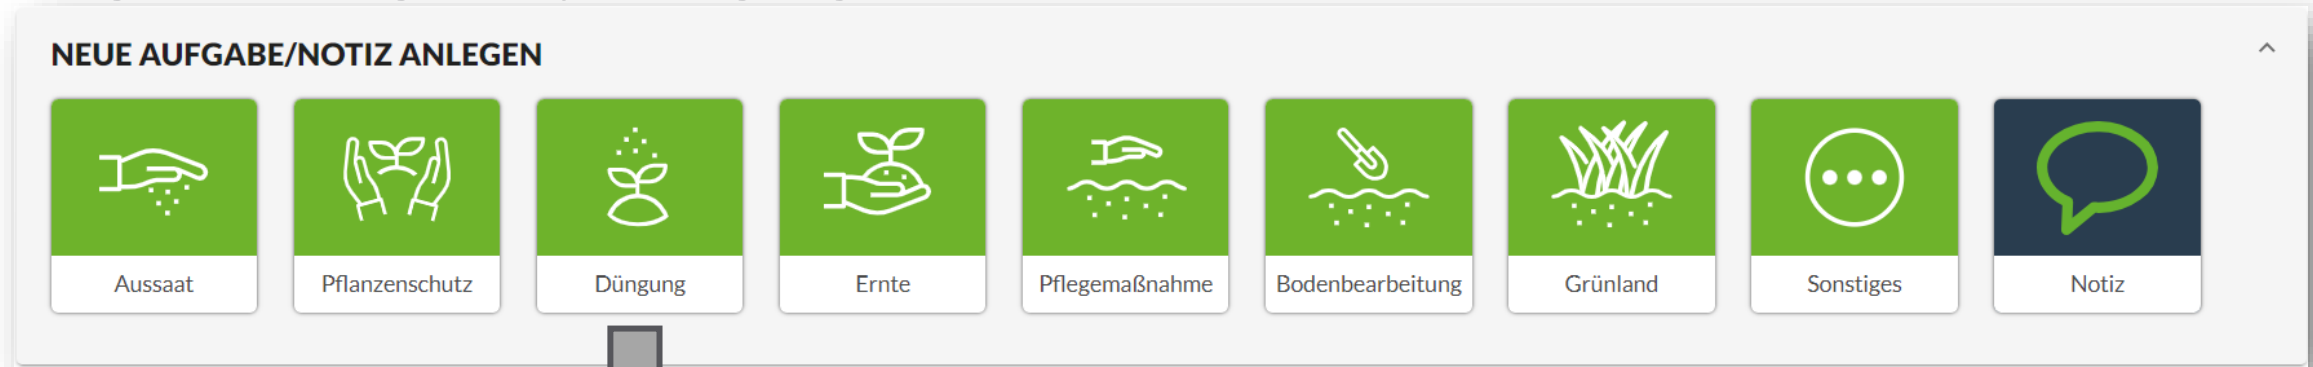 NEUE AUFGABE/NOTIZ ANLEGEN
Aussaat
Pflanzenschutz
Düngung
Ernte
Pflegemaßnahme
Bodenbearbeitung
Grünland
Sonstiges
Notiz